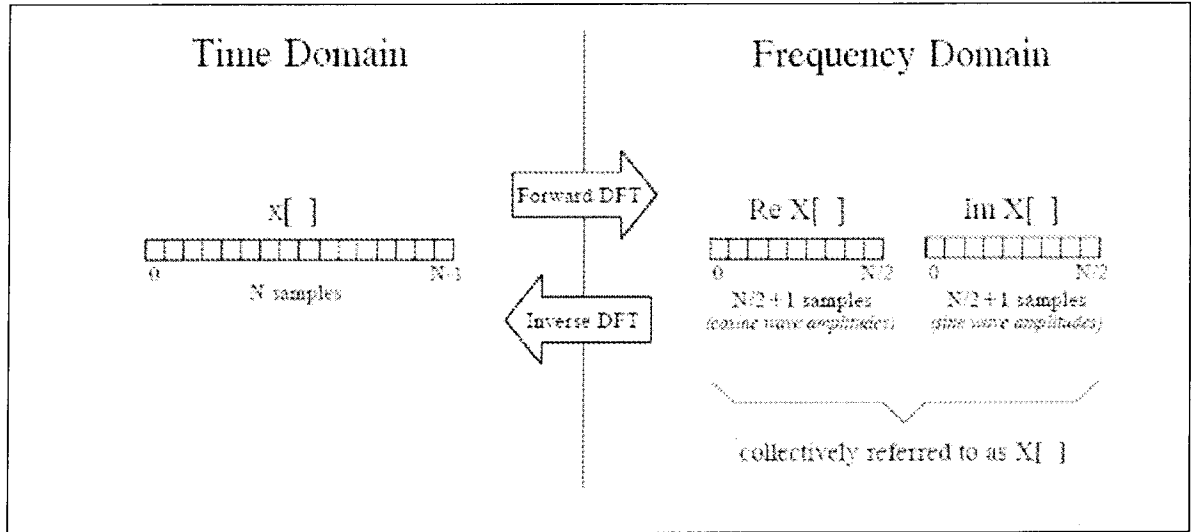 Time Domain
Frequency Domain
Forward DFT
x[ ]
0
N-1
N samples
Inverse DFT
Re X[ ]
Im X[ ]
0
N/2
0
N/2
N/2+1 samples
(cosine wave amplitudes)
N/2+1 samples
(sine wave amplitudes)
collectively referred to as X[ ]